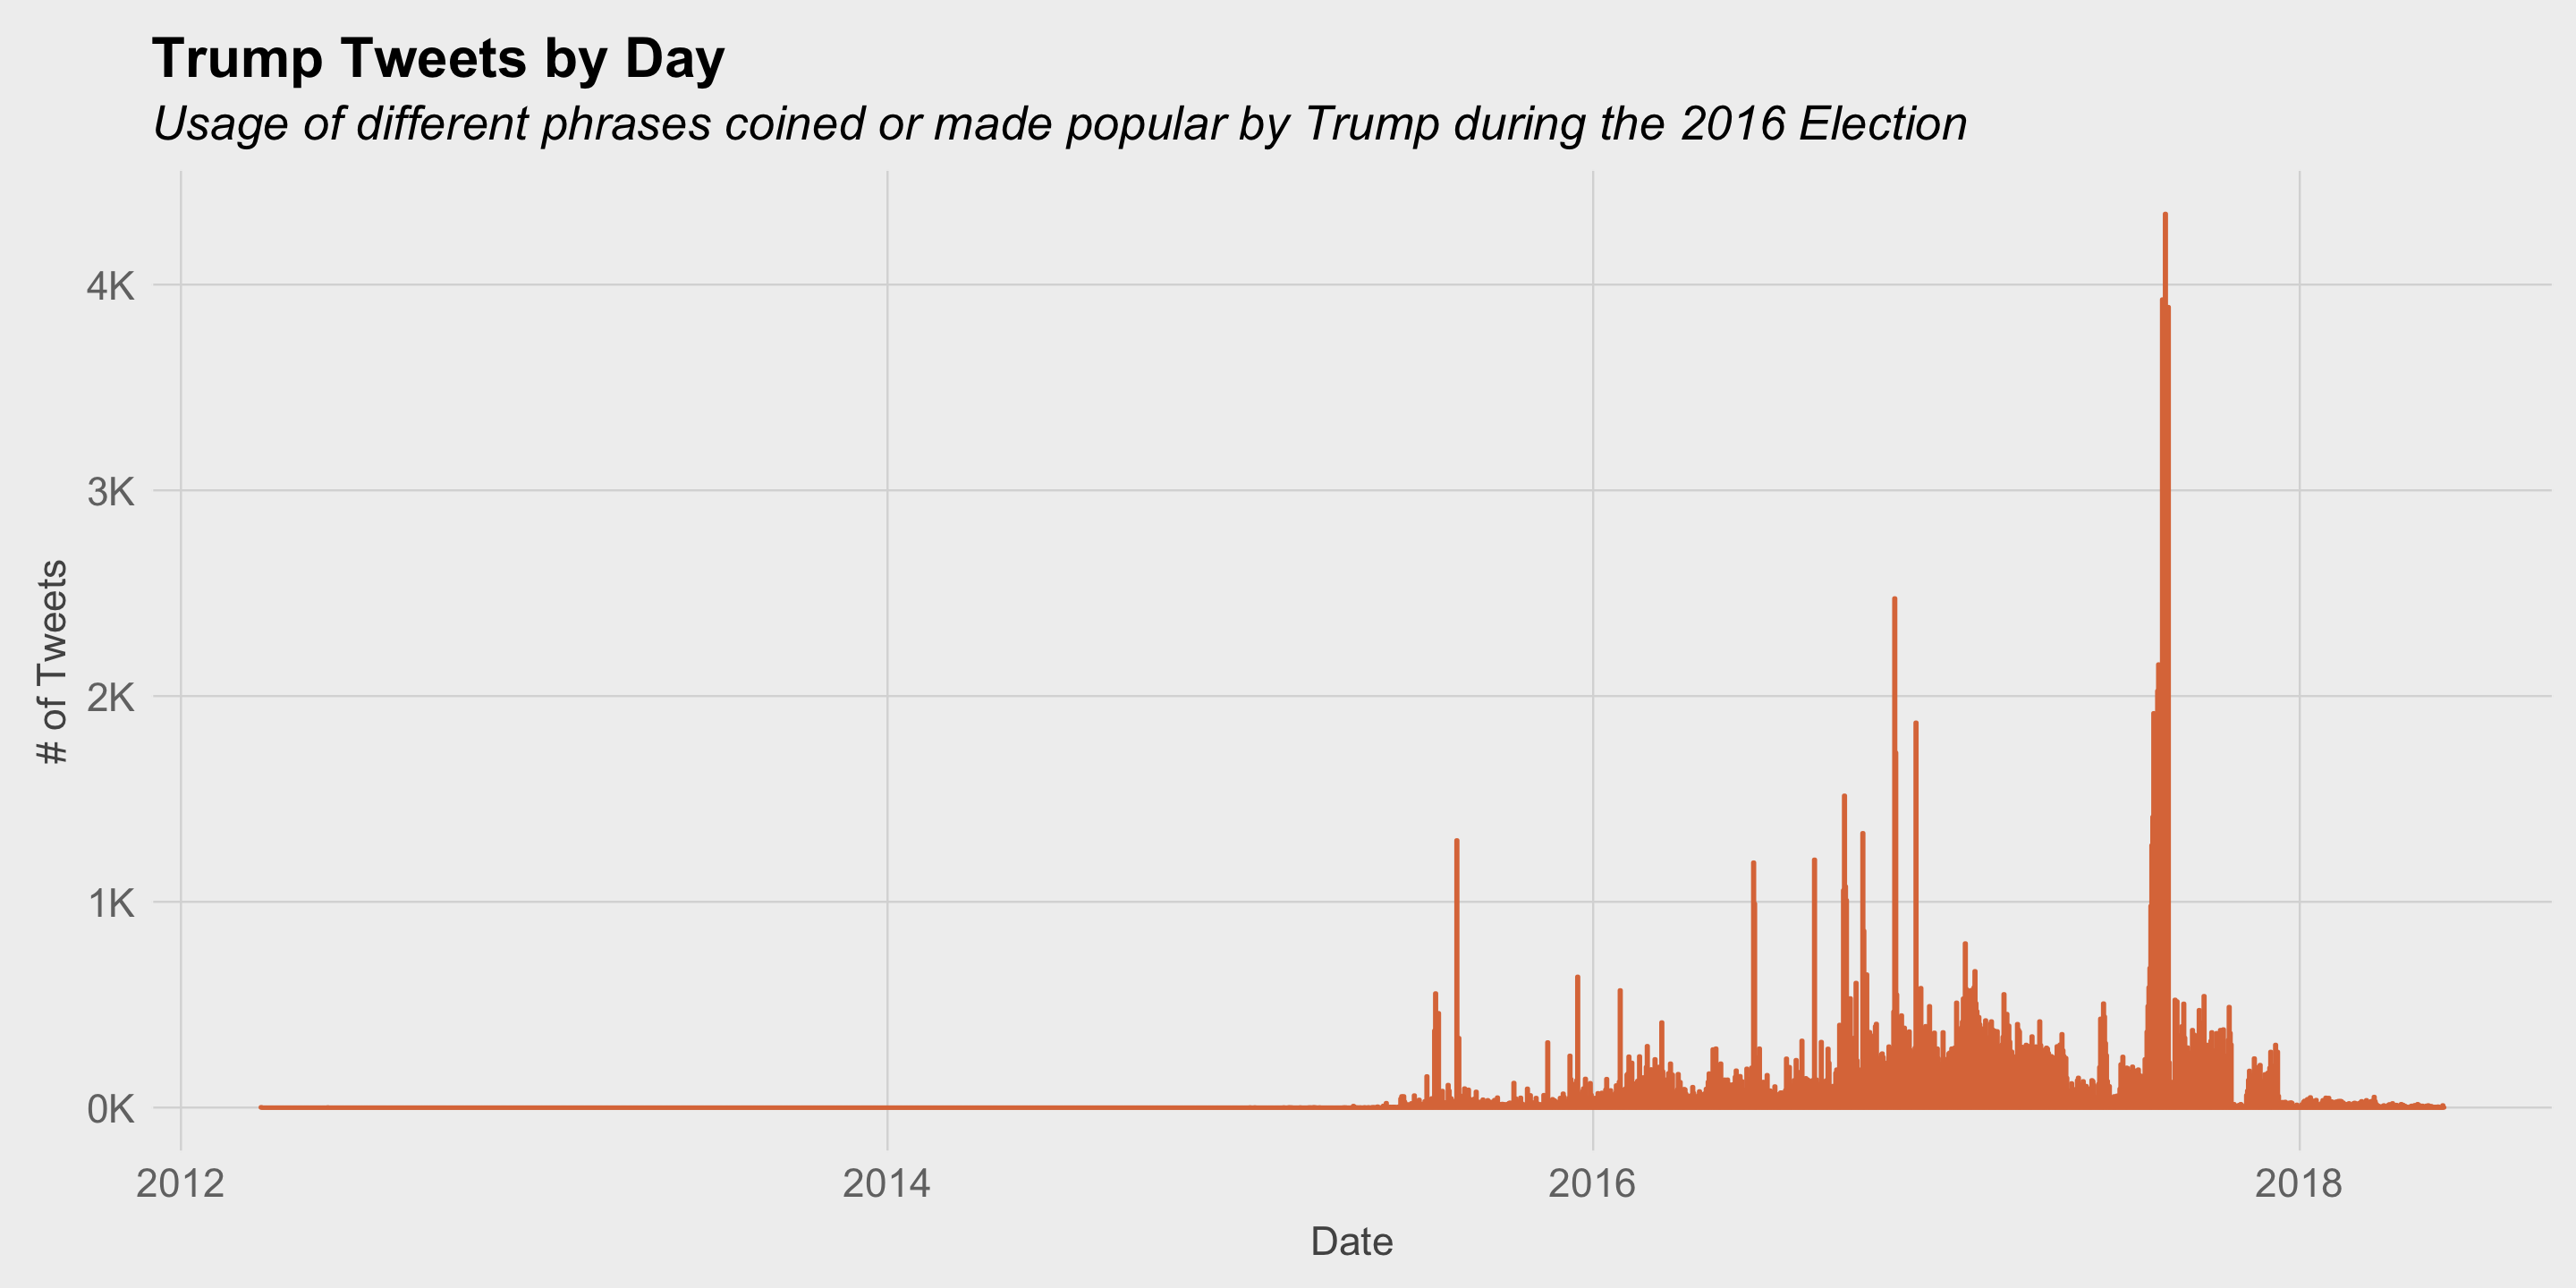 Trump Tweets by Day
Usage of different phrases coined or made popular by Trump during the 2016 Election
4K
3K
2K
1K
0K
# of Tweets
2012
2014
2016
2018
Date